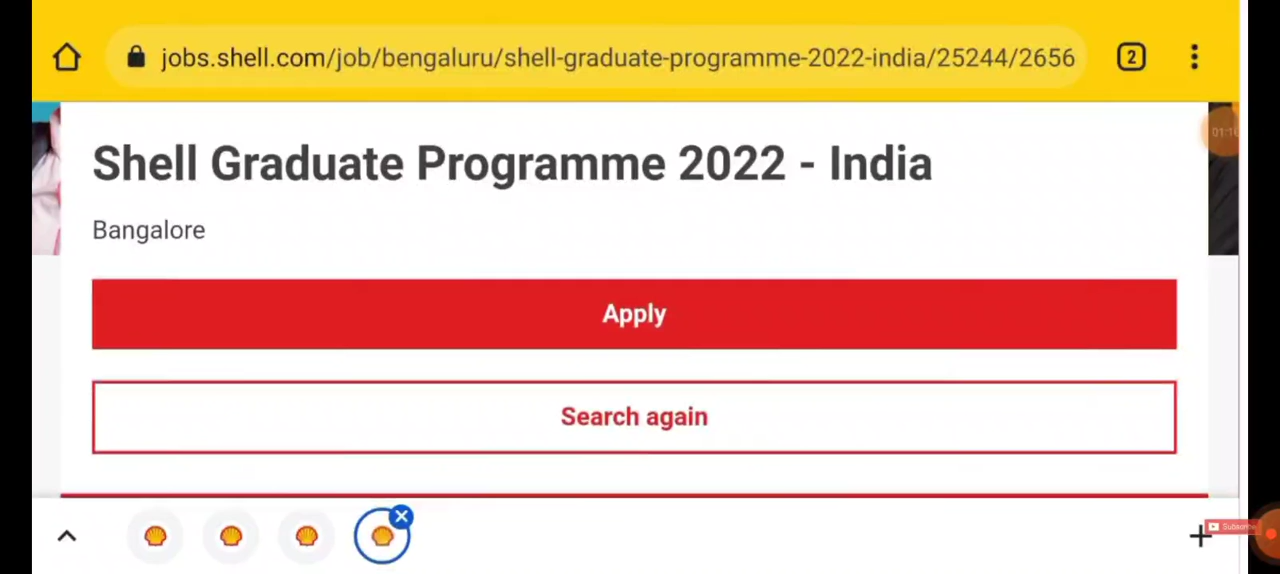 jobs.shell.com/job/bengaluru/shell-graduate-programme-2022-india/25244/2656
2
Shell Graduate Programme 2022 - India
Bangalore
Apply
Search again
Subscribe